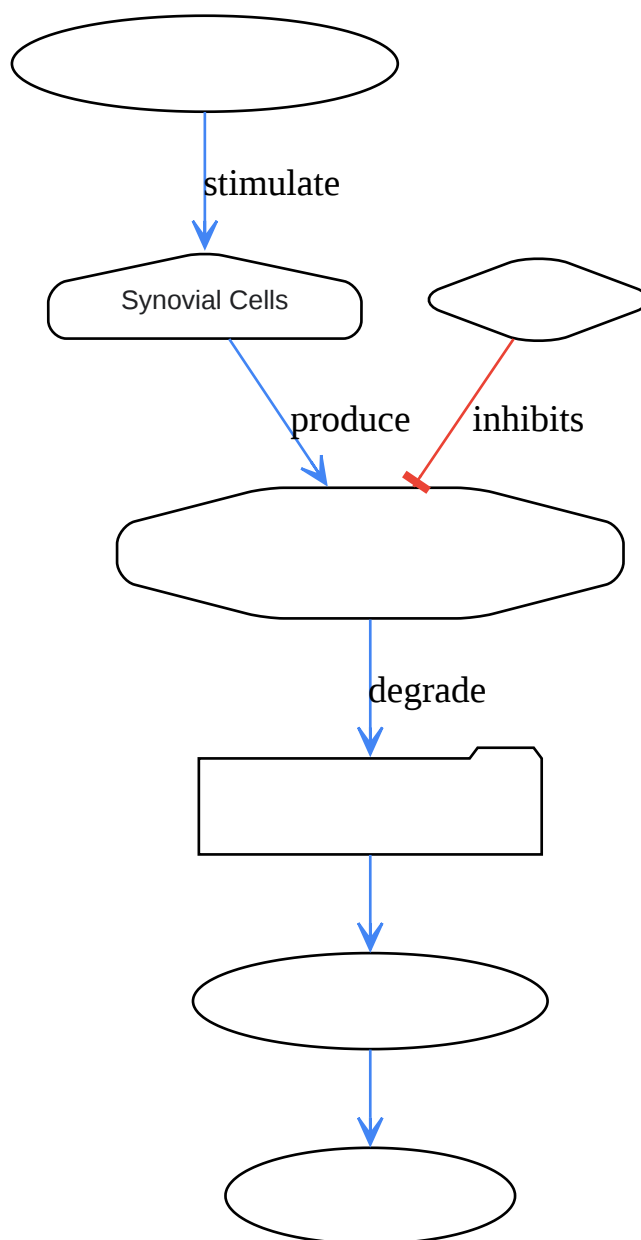 stimulate
Synovial Cells
produce
inhibits
degrade